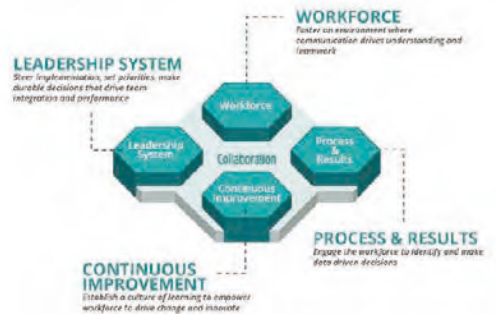 WORKFORCE
Foster an environment where
communication drives understanding and
teamwork
LEADERSHIP SYSTEM
Steer implementation, set priorities, make
durable decisions that drive team
integration and performance
Workforce
Leadership
System
Collaboration
Process
&
Results
Continuous
Improvement
PROCESS & RESULTS
Engage the workforce to identify and make
data driven decisions
CONTINUOUS
IMPROVEMENT
Establish a culture of learning to empower
workforce to drive change and innovate